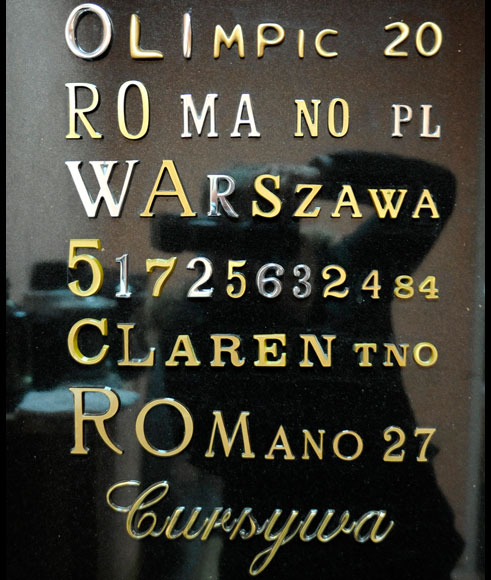 OLIMPIC 20
ROMA NO PL
WARSZAWA
517256324 84
CLAREN TNO
ROMANO 27
Cursywa